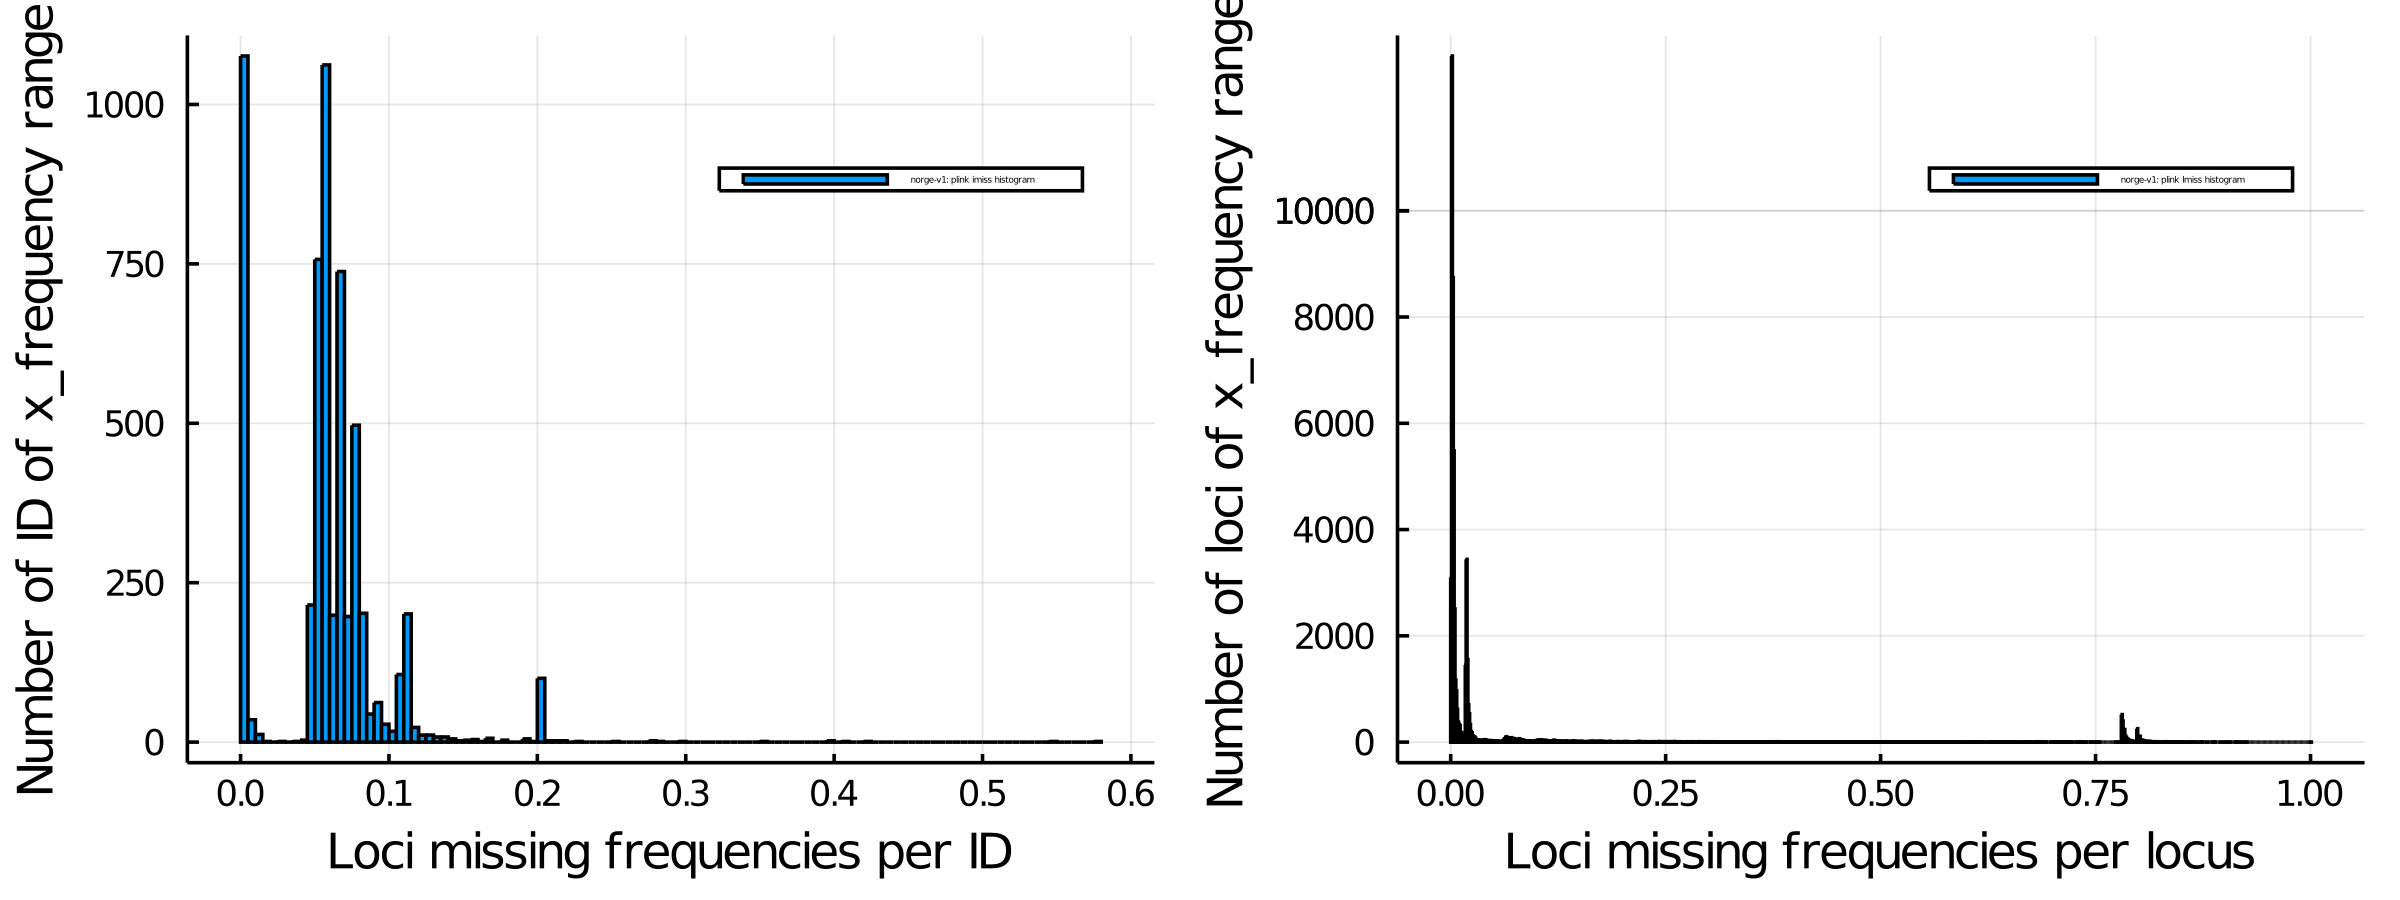 Number of ID of x_frequency range
1000
750
500
250
0
norge-v1: plink imiss histogram
0.0 0.1 0.2 0.3 0.4 0.5 0.6
Loci missing frequencies per ID
Number of loci of x_frequency range
10000
8000
6000
4000
2000
0
norge-v1: plink lmiss histogram
0.00 0.25 0.50 0.75 1.00
Loci missing frequencies per locus